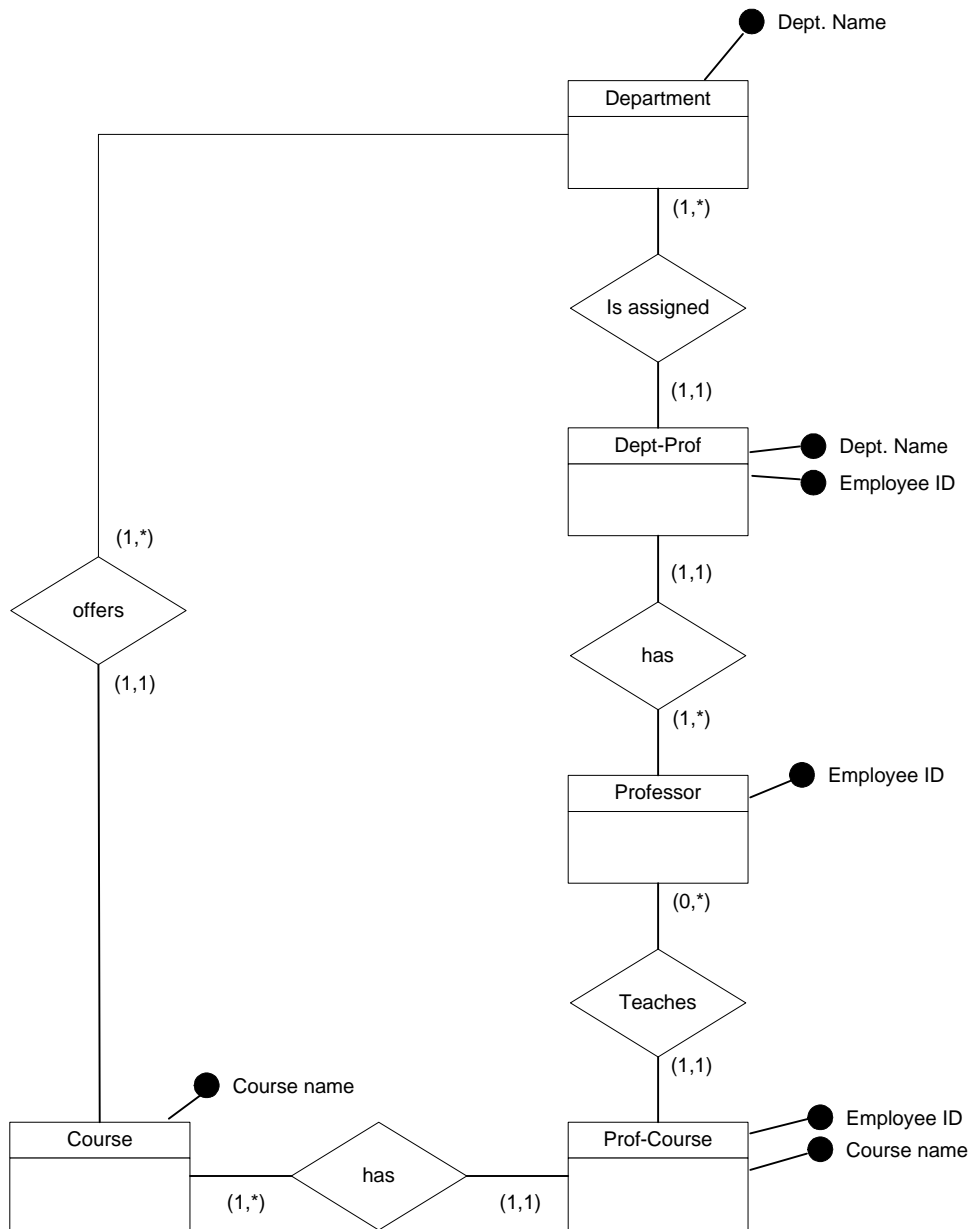 Dept. Name
Department
(1,*)
Is assigned
(1,1)
Dept-Prof
Dept. Name
Employee ID
(1,*)
(1,1)
offers
has
(1,1)
(1,*)
Professor
Employee ID
(0,*)
Teaches
(1,1)
Course name
Employee ID
Course
Prof-Course
Course name
has
(1,*)
(1,1)